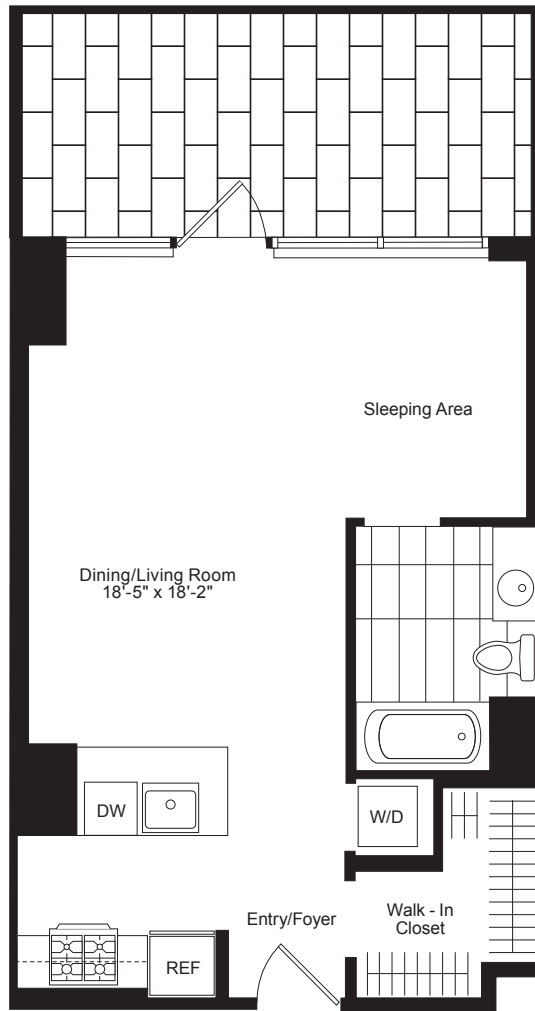 Sleeping Area
Dining/Living Room
18'-5" x 18'-2"
DW
W/D
Entry/Foyer
Walk - In
Closet
REF